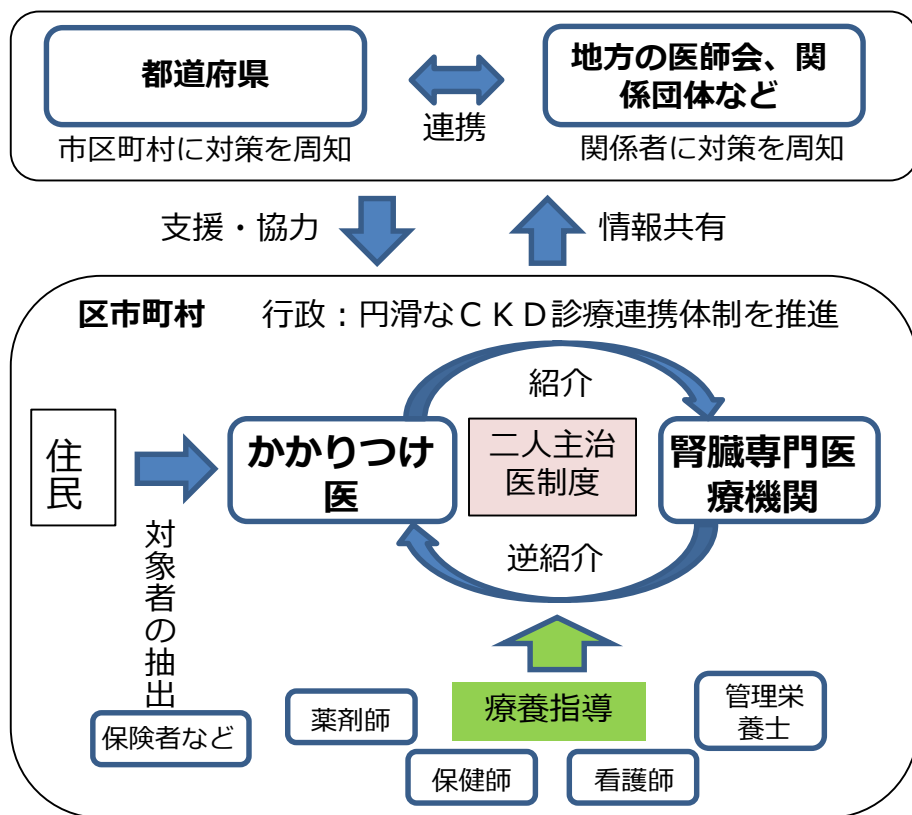 都道府県
地方の医師会、関
係団体など
連携
市区町村に対策を周知
関係者に対策を周知
支援・協力
情報共有
区市町村
行政：円滑なＣＫＤ診療連携体制を推進
紹介
住民
かかりつけ
医
二人主治
医制度
腎臓専門医
療機関
逆紹介
対象者の抽出
保険者など
薬剤師
療養指導
管理栄
養士
保健師
看護師